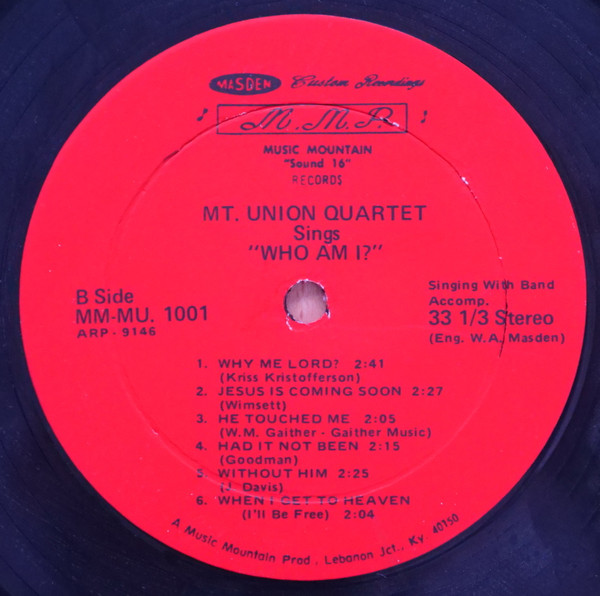 MASDEN Custom Recordings
M.M.P.
MUSIC MOUNTAIN
"Sound 16"
RECORDS
MT. UNION QUARTET
Sings
"WHO AM I?"
B Side
MM-MU. 1001
ARP - 9146
Singing With Band
Accomp.
33 1/3 Stereo
(Eng. W.A. Masden)
1. WHY ME LORD? 2:41
(Kriss Kristofferson)
2. JESUS IS COMING SOON 2:27
(Wimsett)
3. HE TOUCHED ME 2:05
(W.M. Gaither - Gaither Music)
4. HAD IT NOT BEEN 2:15
(Goodman)
5. WITHOUT HIM 2:25
(J. Davis)
6. WHEN I GET TO HEAVEN
(I'll Be Free) 2:04
A Music Mountain Prod., Lebanon Jct., Ky 40150